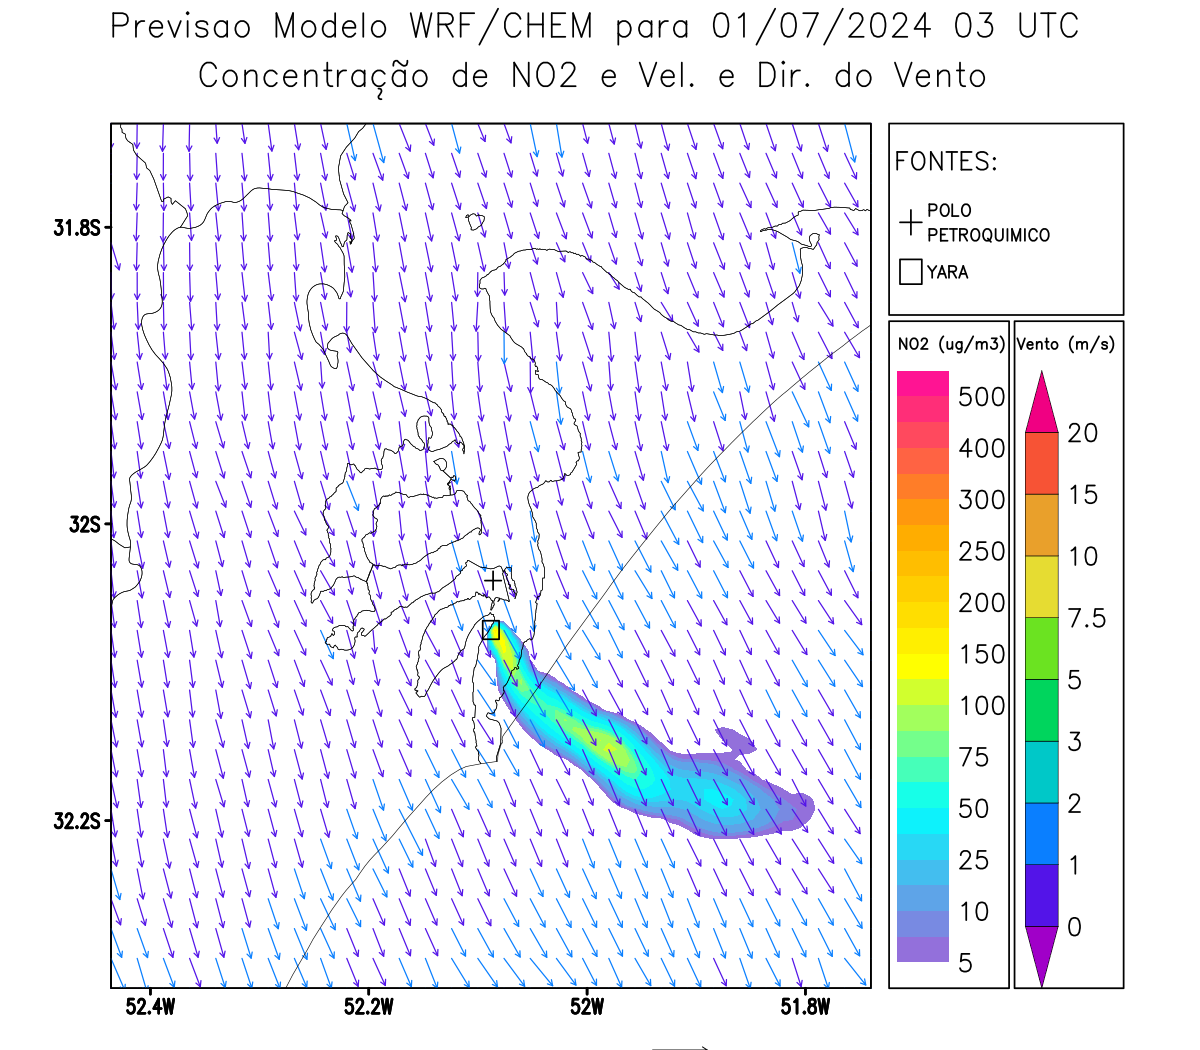 Previsao Modelo WRF/CHEM para 01/07/2024 03 UTC
Concentração de NO2 e Vel. e Dir. do Vento
FONTES:
POLO
PETROQUIMICO
YARA
NO2 (ug/m3)
500
400
300
250
200
150
100
75
50
25
10
5
Vento (m/s)
20
15
10
7.5
5
3
2
1
0
31.8S
32S
32.2S
52.4W
52.2W
52W
51.8W